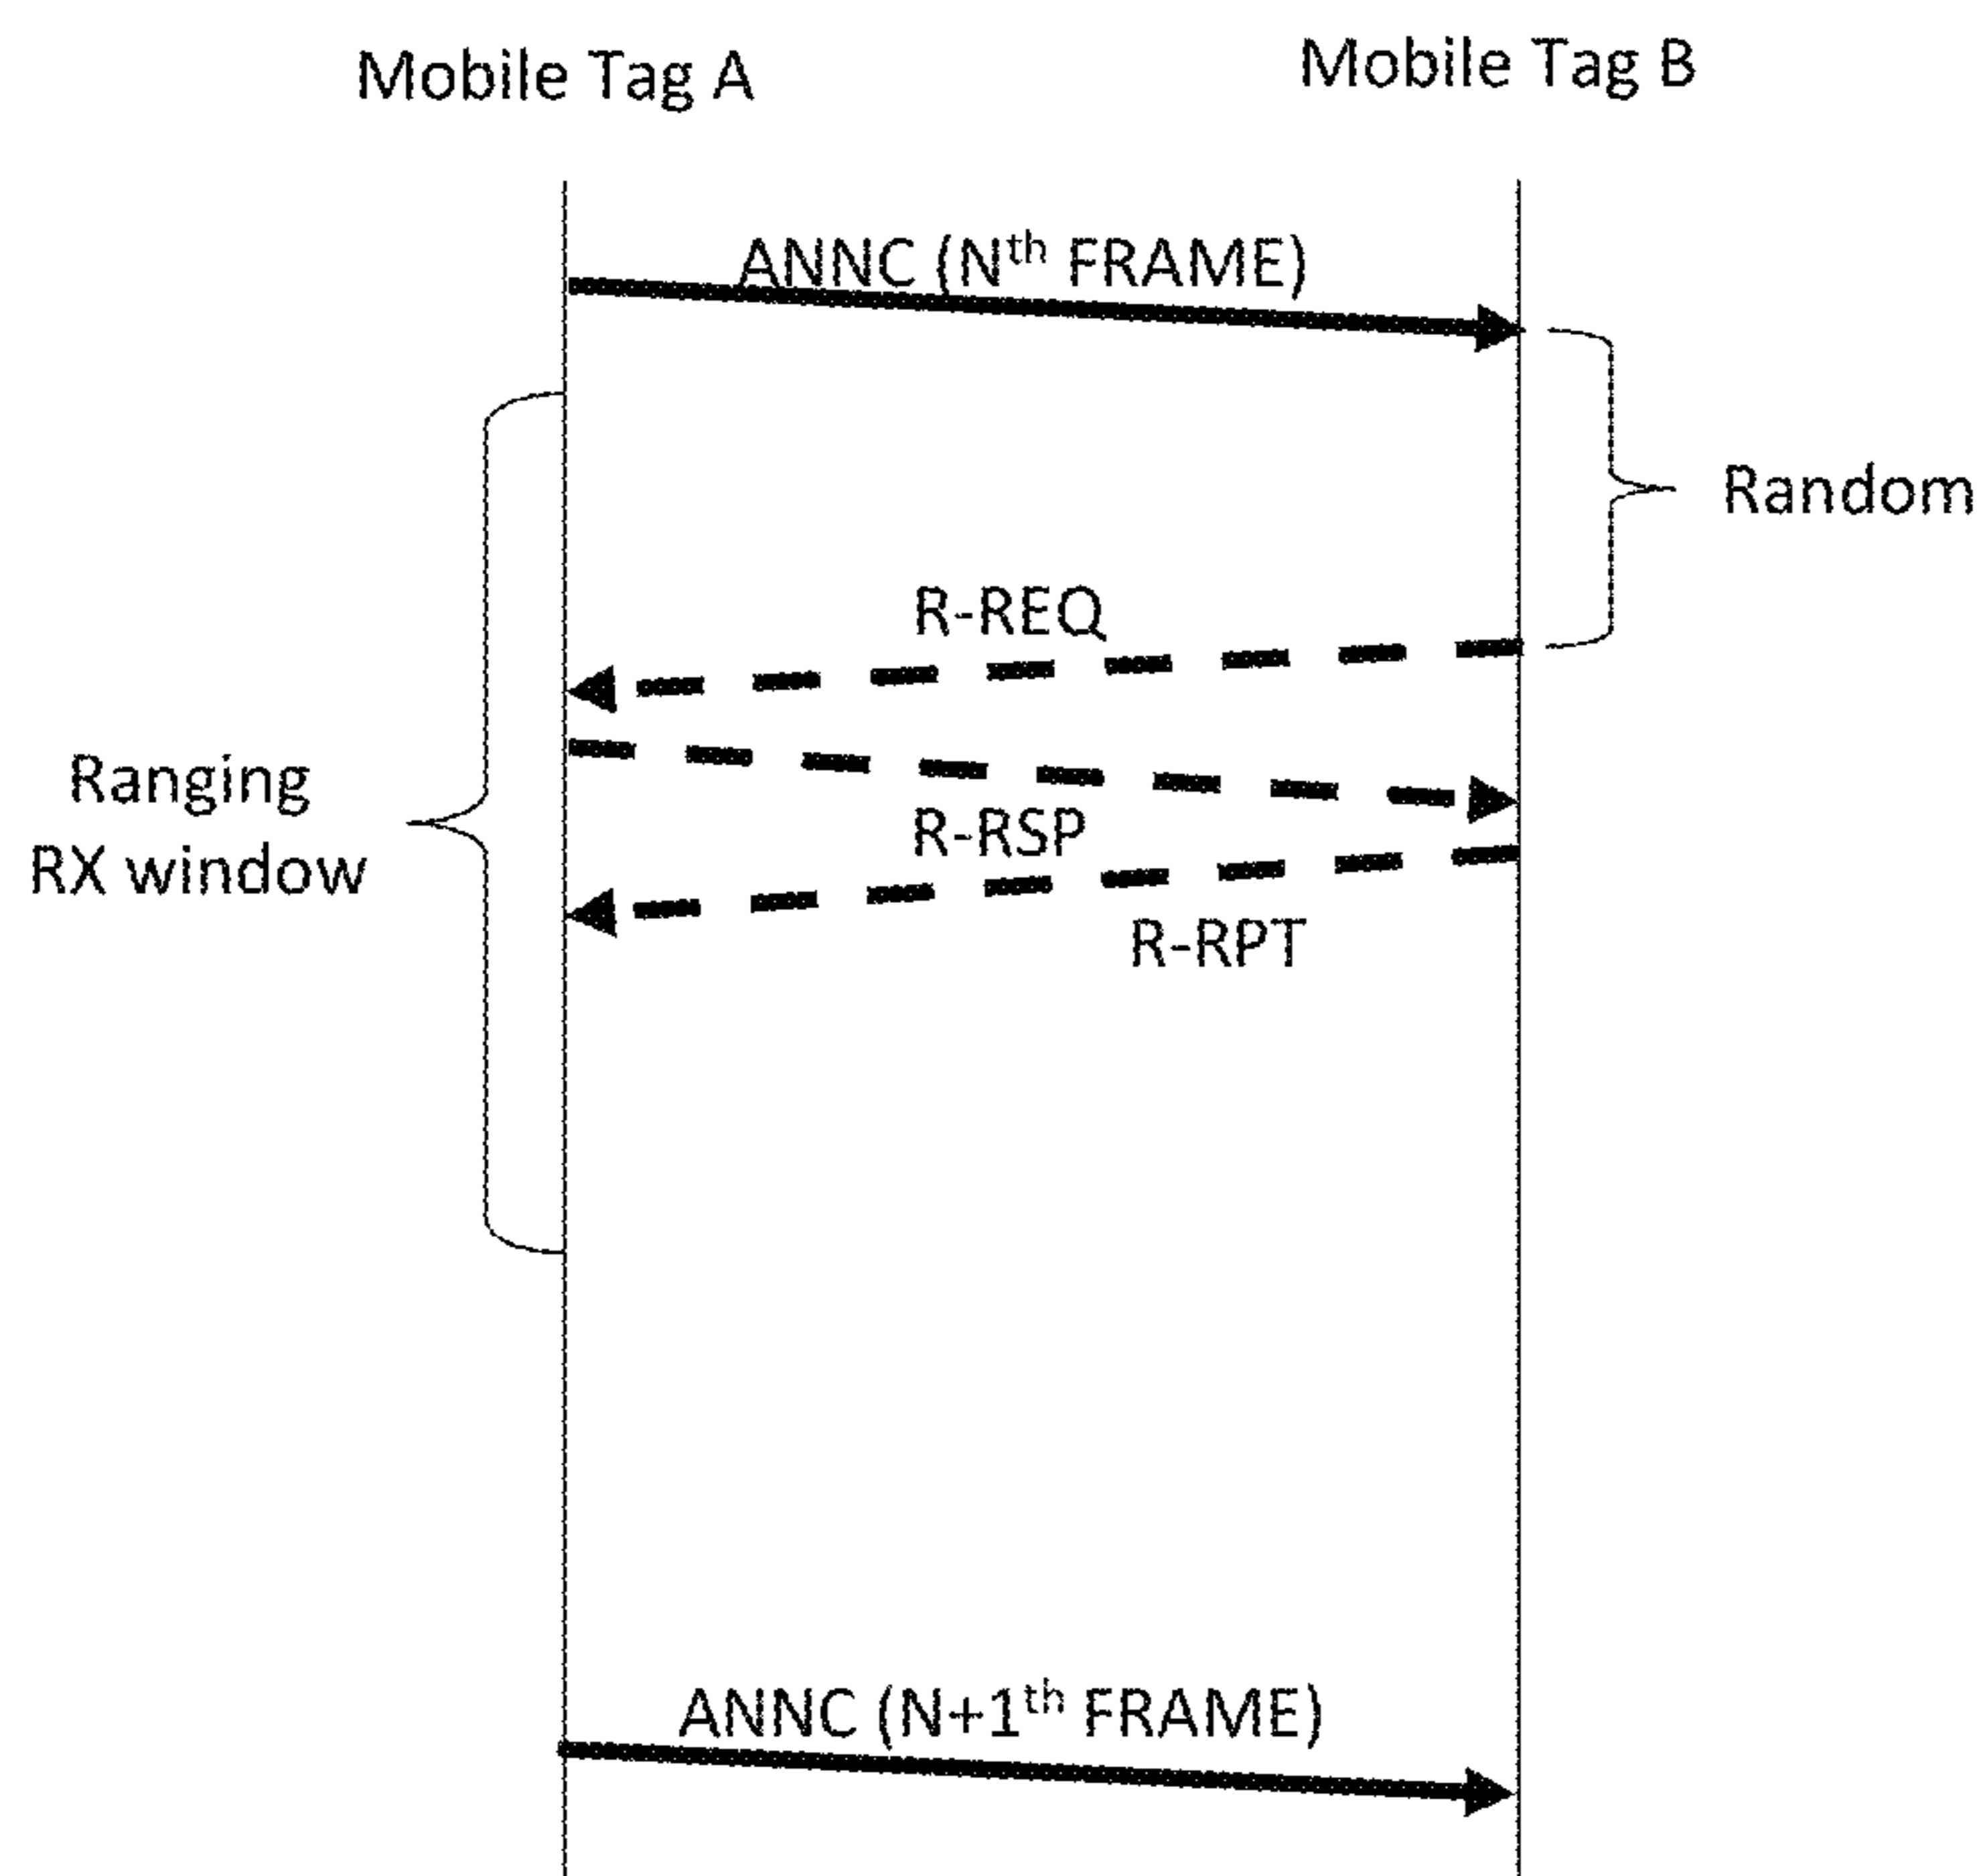 Mobile Tag A
Mobile Tag B
ANNC (Nth FRAME)
Random
R-REQ
Ranging
RX window
R-RSP
R-RPT
ANNC (N+1th FRAME)